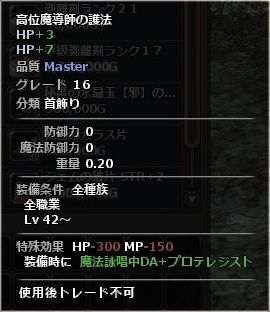 高位魔導師の護法
HP+3
HP+7
品質 Master
グレード 16
分類 首飾り
防御力 0
魔法防御力 0
重量 0.20
装備条件 全種族
全職業
Lv 42～
特殊効果 HP-300 MP-150
装備時に 魔法詠唱中DA+プロテレジスト
使用後トレード不可